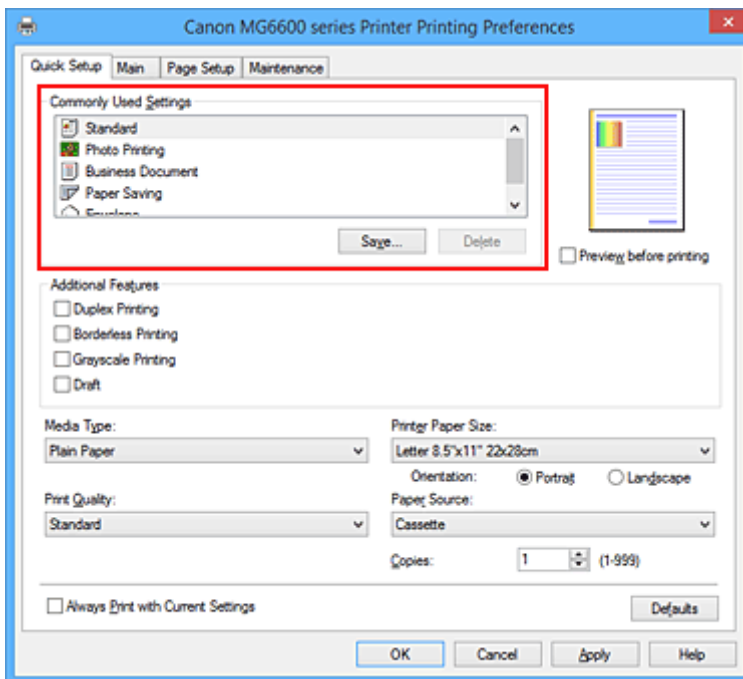 Canon MG6600 series Printer Printing Preferences
Quick Setup Main Page Setup Maintenance
Commonly Used Settings
Standard
Photo Printing
Business Document
Paper Saving
Envelope
Save... Delete
Preview before printing
Additional Features
Duplex Printing
Borderless Printing
Grayscale Printing
Draft
Media Type:
Plain Paper
Printer Paper Size:
Letter 8.5"x11" 22x28cm
Orientation: Portrait Landscape
Print Quality:
Standard
Paper Source:
Cassette
Copies: 1 (1-999)
Always Print with Current Settings
Defaults
OK Cancel Apply Help